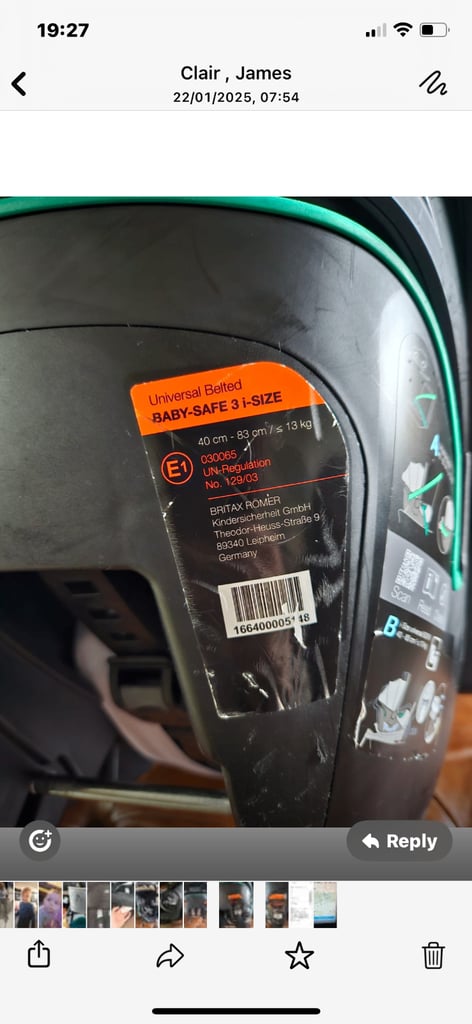 19:27
Clair , James
22/01/2025, 07:54
Universal Belted
BABY-SAFE 3 i-SIZE
40 cm - 83 cm / ≤ 13 kg
E1
030065
UN-Regulation
No. 129/03
BRITAX RÖMER
Kindersicherheit GmbH
Theodor-Heuss-Straße 9
89340 Leipheim
Germany
A
Scan
B
Reply